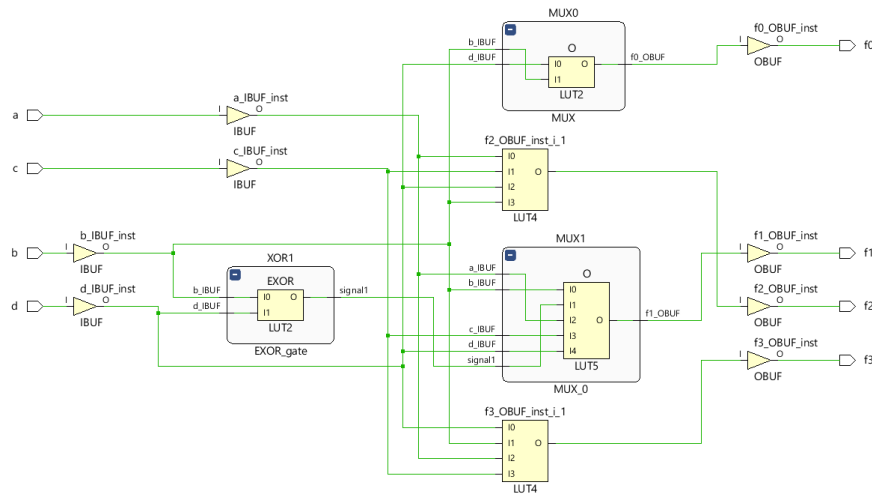 MUX0
b_IBUF
d_IBUF
O
I0 O
I1
LUT2
f0_OBUF
MUX
f0_OBUF_inst
I O
OBUF
f0
a
a_IBUF_inst
I O
IBUF
c
c_IBUF_inst
I O
IBUF
f2_OBUF_inst_i_1
I0
I1 O
I2
I3
LUT4
b
b_IBUF_inst
I O
IBUF
d
d_IBUF_inst
I O
IBUF
XOR1
EXOR
b_IBUF
d_IBUF
I0 O
I1
LUT2
signal1
EXOR_gate
MUX1
a_IBUF
b_IBUF
c_IBUF
d_IBUF
signal1
O
I0
I1
I2 O
I3
I4
LUT5
f1_OBUF
MUX_0
f1_OBUF_inst
I O
OBUF
f1
f2_OBUF_inst
I O
OBUF
f2
f3_OBUF_inst
I O
OBUF
f3
f3_OBUF_inst_i_1
I0
I1 O
I2
I3
LUT4